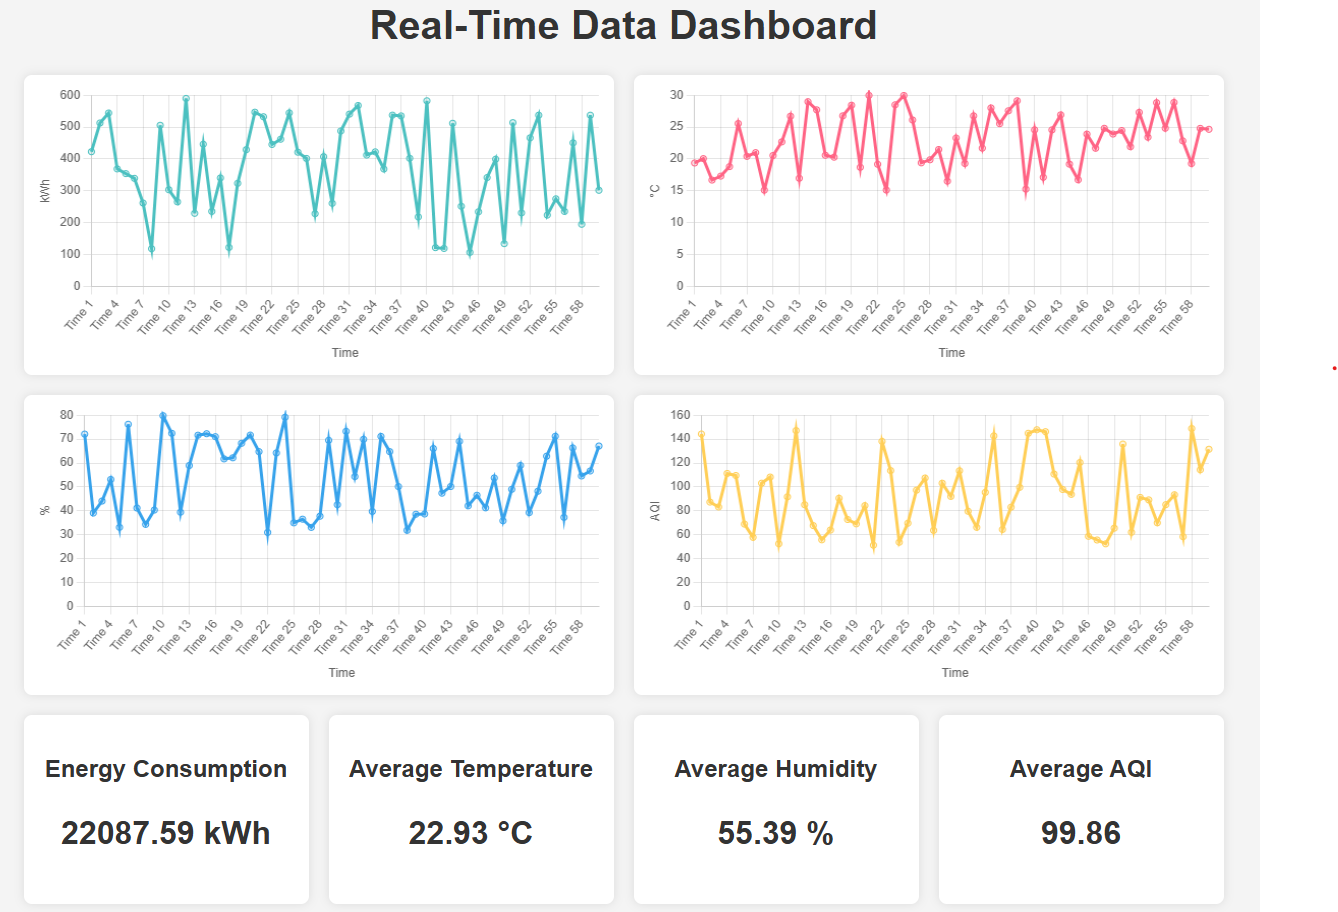 Real-Time Data Dashboard
600
500
400
300
200
100
0
kWh
Time 1 Time 4 Time 7 Time 10 Time 13 Time 16 Time 19 Time 22 Time 25 Time 28 Time 31 Time 34 Time 37 Time 40 Time 43 Time 46 Time 49 Time 52 Time 55 Time 58
Time
30
25
20
15
10
5
0
°C
Time 1 Time 4 Time 7 Time 10 Time 13 Time 16 Time 19 Time 22 Time 25 Time 28 Time 31 Time 34 Time 37 Time 40 Time 43 Time 46 Time 49 Time 52 Time 55 Time 58
Time
80
70
60
50
40
30
20
10
0
%
Time 1 Time 4 Time 7 Time 10 Time 13 Time 16 Time 19 Time 22 Time 25 Time 28 Time 31 Time 34 Time 37 Time 40 Time 43 Time 46 Time 49 Time 52 Time 55 Time 58
Time
160
140
120
100
80
60
40
20
0
AQI
Time 1 Time 4 Time 7 Time 10 Time 13 Time 16 Time 19 Time 22 Time 25 Time 28 Time 31 Time 34 Time 37 Time 40 Time 43 Time 46 Time 49 Time 52 Time 55 Time 58
Time
Energy Consumption
22087.59 kWh
Average Temperature
22.93 °C
Average Humidity
55.39 %
Average AQI
99.86